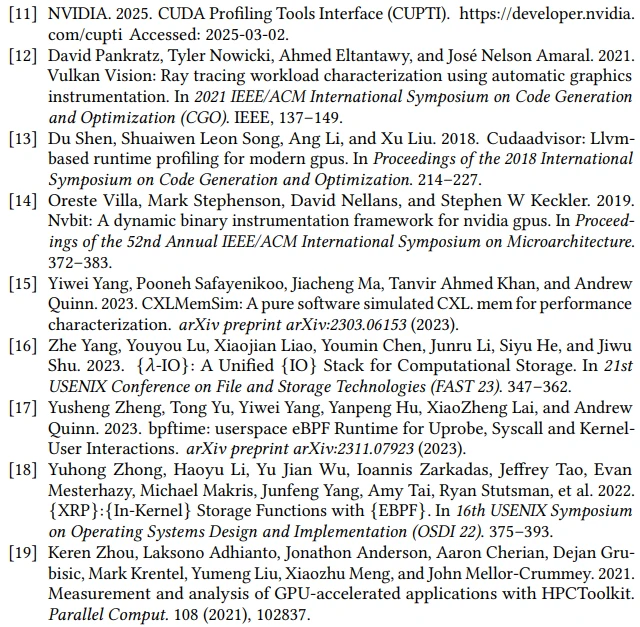 [11] NVIDIA. 2025. CUDA Profiling Tools Interface (CUPTI). https://developer.nvidia.
com/cupti Accessed: 2025-03-02.
[12] David Pankratz, Tyler Nowicki, Ahmed Eltantawy, and José Nelson Amaral. 2021.
Vulkan Vision: Ray tracing workload characterization using automatic graphics
instrumentation. In 2021 IEEE/ACM International Symposium on Code Generation
and Optimization (CGO). IEEE, 137–149.
[13] Du Shen, Shuaiwen Leon Song, Ang Li, and Xu Liu. 2018. Cudaadvisor: Llvm-
based runtime profiling for modern gpus. In Proceedings of the 2018 International
Symposium on Code Generation and Optimization. 214–227.
[14] Oreste Villa, Mark Stephenson, David Nellans, and Stephen W Keckler. 2019.
Nvbit: A dynamic binary instrumentation framework for nvidia gpus. In Proceed-
ings of the 52nd Annual IEEE/ACM International Symposium on Microarchitecture.
372–383.
[15] Yiwei Yang, Pooneh Safayenikoo, Jiacheng Ma, Tanvir Ahmed Khan, and Andrew
Quinn. 2023. CXLMemSim: A pure software simulated CXL. mem for performance
characterization. arXiv preprint arXiv:2303.06153 (2023).
[16] Zhe Yang, Youyou Lu, Xiaojian Liao, Youmin Chen, Junru Li, Siyu He, and Jiwu
Shu. 2023. {λ-IO}: A Unified {IO} Stack for Computational Storage. In 21st
USENIX Conference on File and Storage Technologies (FAST 23). 347–362.
[17] Yusheng Zheng, Tong Yu, Yiwei Yang, Yanpeng Hu, XiaoZheng Lai, and Andrew
Quinn. 2023. bpftime: userspace eBPF Runtime for Uprobe, Syscall and Kernel-
User Interactions. arXiv preprint arXiv:2311.07923 (2023).
[18] Yuhong Zhong, Haoyu Li, Yu Jian Wu, Ioannis Zarkadas, Jeffrey Tao, Evan
Mesterhazy, Michael Makris, Junfeng Yang, Amy Tai, Ryan Stutsman, et al. 2022.
{XRP}:{In-Kernel} Storage Functions with {EBPF}. In 16th USENIX Symposium
on Operating Systems Design and Implementation (OSDI 22). 375–393.
[19] Keren Zhou, Laksono Adhianto, Jonathon Anderson, Aaron Cherian, Dejan Gru-
bisic, Mark Krentel, Yumeng Liu, Xiaozhu Meng, and John Mellor-Crummey. 2021.
Measurement and analysis of GPU-accelerated applications with HPCToolkit.
Parallel Comput. 108 (2021), 102837.